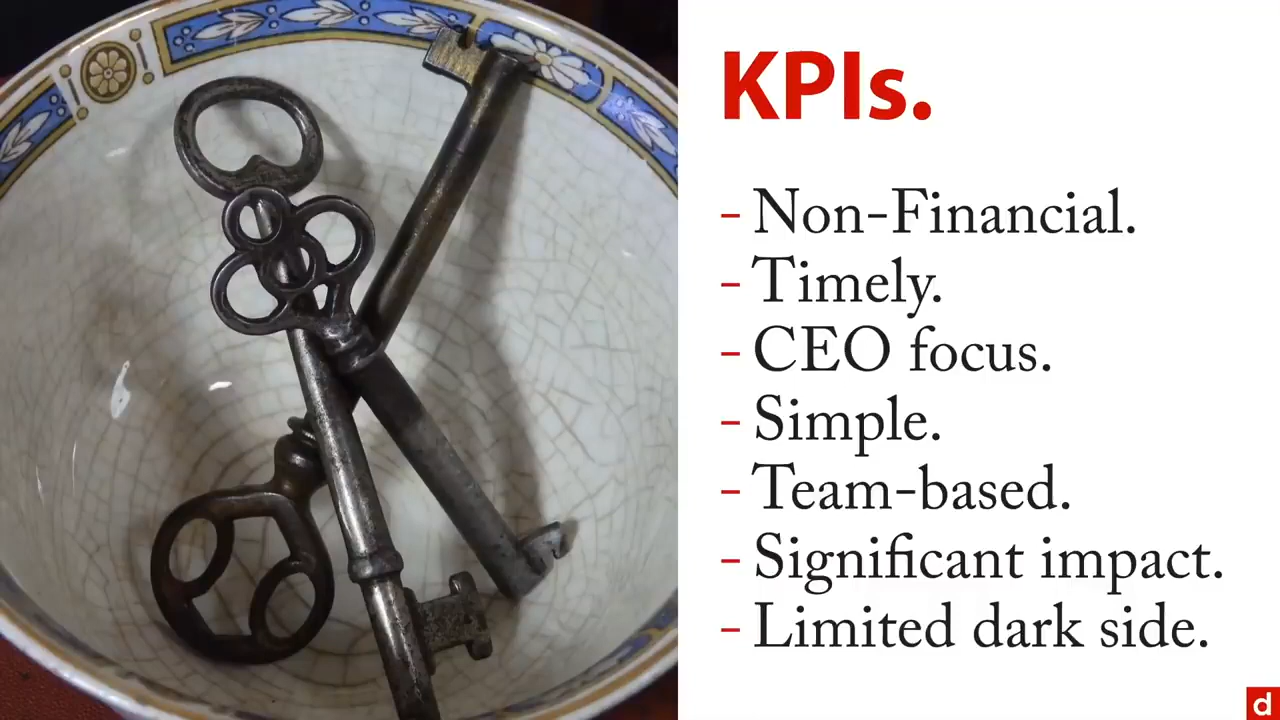 KPIs.
- Non-Financial.
- Timely.
- CEO focus.
- Simple.
- Team-based.
- Significant impact.
- Limited dark side.
d